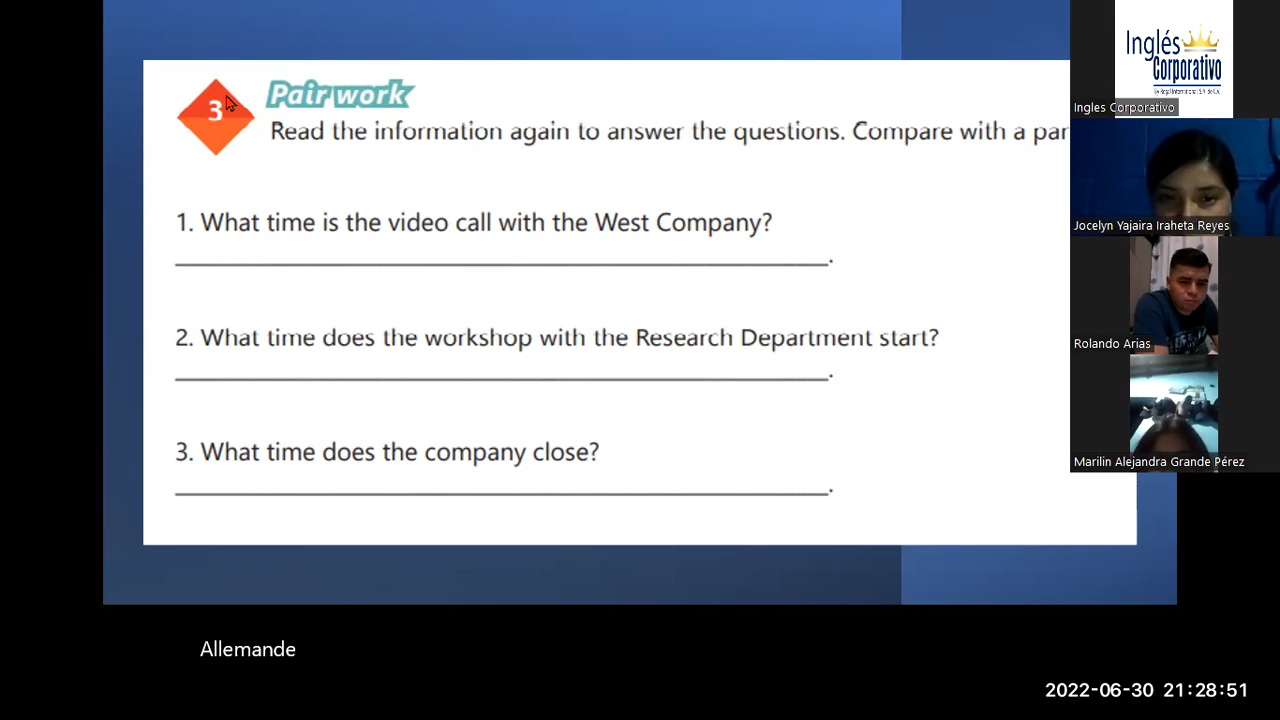 3
Pair work
Read the information again to answer the questions. Compare with a par
1. What time is the video call with the West Company?
.
2. What time does the workshop with the Research Department start?
.
3. What time does the company close?
.
Inglés
Corporativo
Ingles Corporativo
Jocelyn Yajaira Iraheta Reyes
Rolando Arias
Marilin Alejandra Grande Pérez
Allemande
2022-06-30 21:28:51